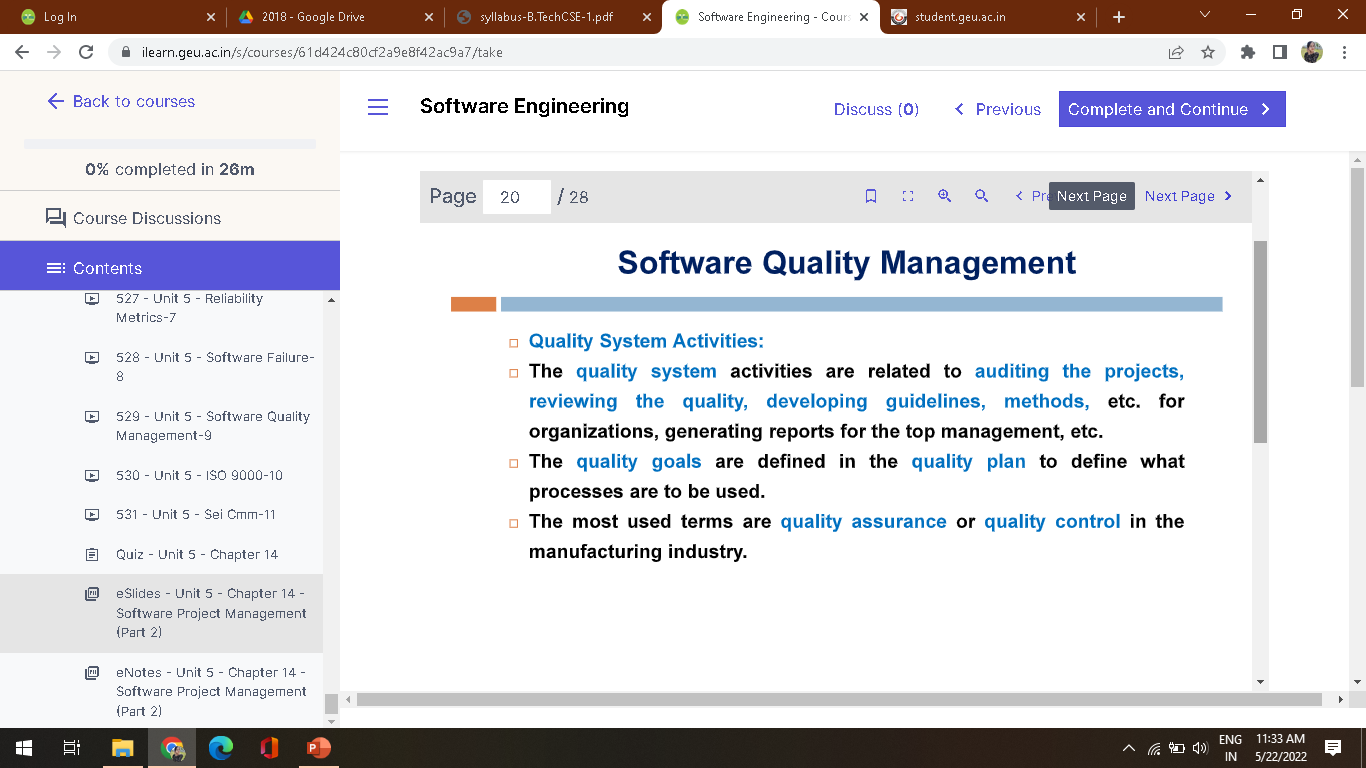 Log In
2018 - Google Drive
syllabus-B.TechCSE-1.pdf
Software Engineering - Cours
student.geu.ac.in
ilearn.geu.ac.in/s/courses/61d424c80cf2a9e8f42ac9a7/take
Back to courses
0% completed in 26m
Course Discussions
Contents
527 - Unit 5 - Reliability
Metrics-7
528 - Unit 5 - Software Failure-
8
529 - Unit 5 - Software Quality
Management-9
530 - Unit 5 - ISO 9000-10
531 - Unit 5 - Sei Cmm-11
Quiz - Unit 5 - Chapter 14
eSlides - Unit 5 - Chapter 14 -
Software Project Management
(Part 2)
eNotes - Unit 5 - Chapter 14 -
Software Project Management
(Part 2)
Software Engineering
Discuss (0)
Previous
Complete and Continue
Page 20 / 28
Pre
Next Page
Next Page
Software Quality Management
Quality System Activities:
The quality system activities are related to auditing the projects,
reviewing the quality, developing guidelines, methods, etc. for
organizations, generating reports for the top management, etc.
The quality goals are defined in the quality plan to define what
processes are to be used.
The most used terms are quality assurance or quality control in the
manufacturing industry.
ENG
IN
11:33 AM
5/22/2022